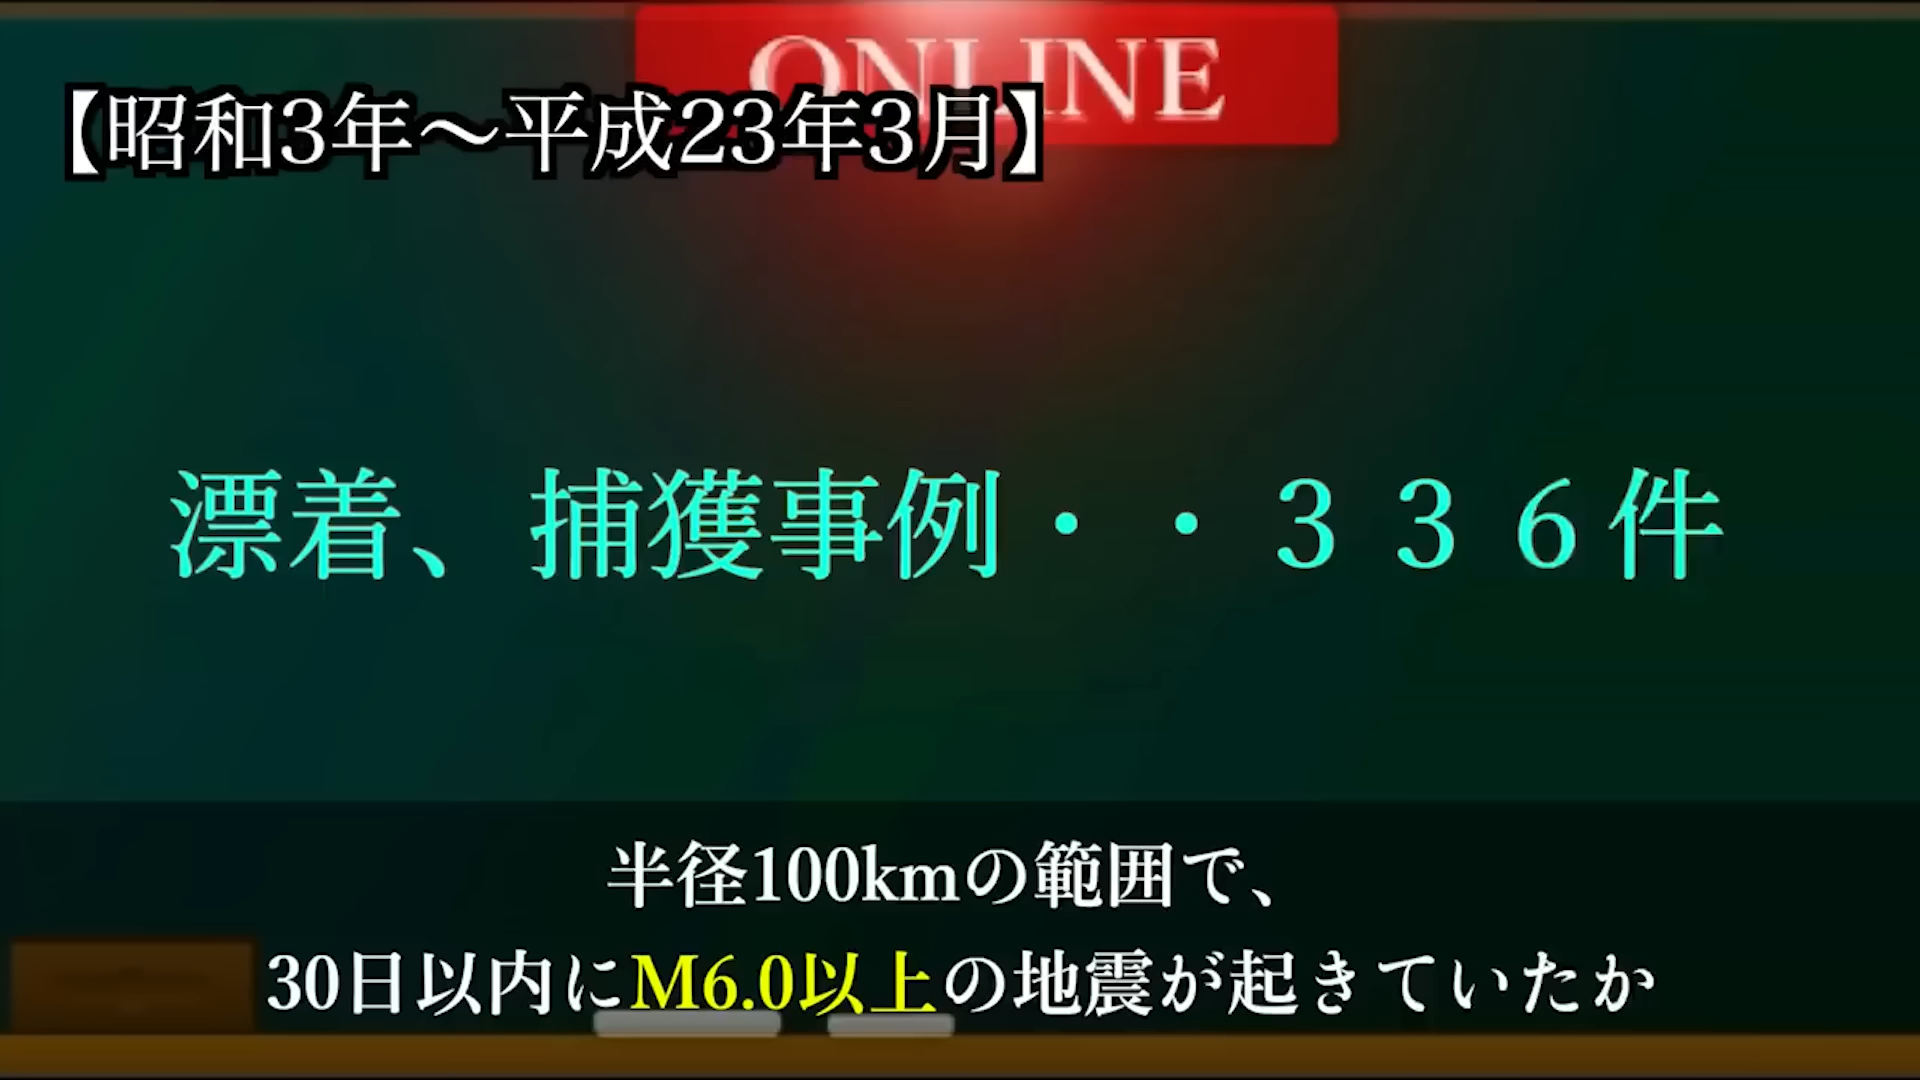 ONLINE
【昭和3年～平成23年3月】
漂着、捕獲事例・・３３６件
半径100kmの範囲で、
30日以内にM6.0以上の地震が起きていたか